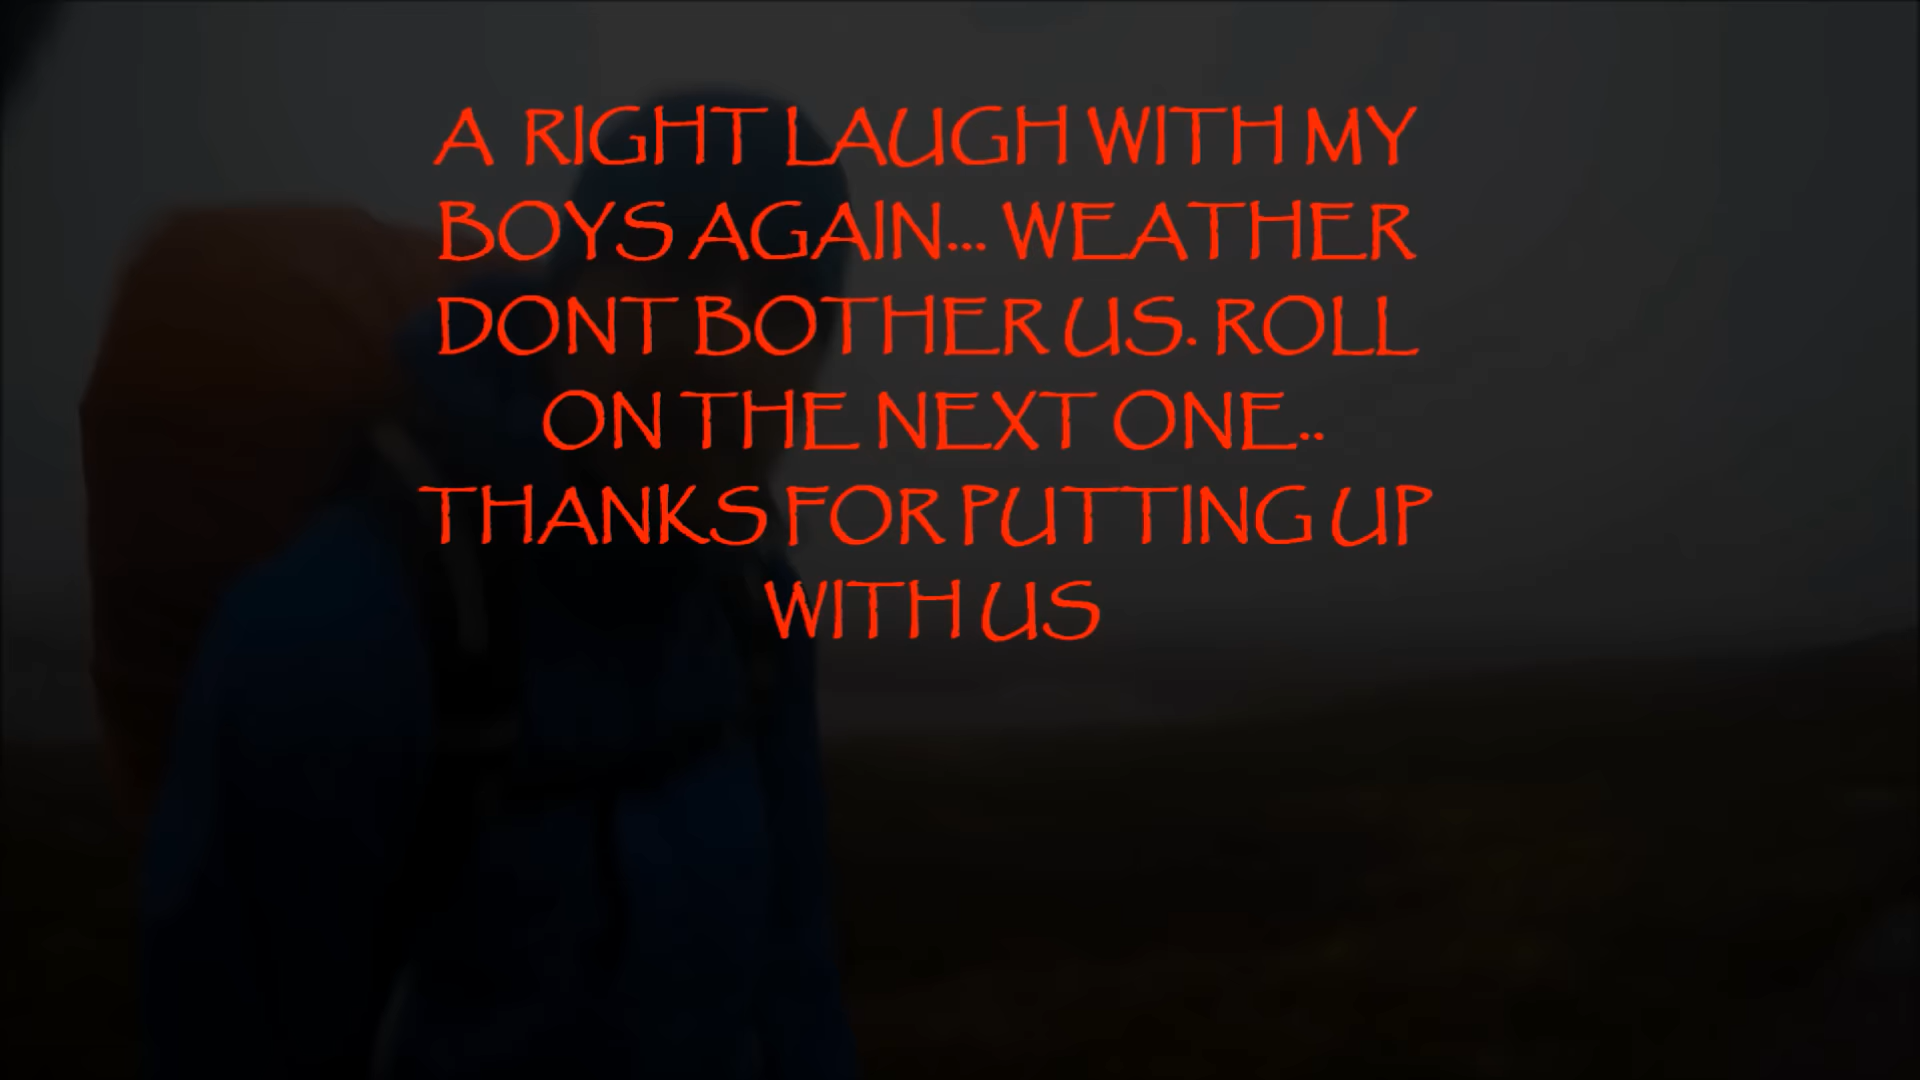 A RIGHT LAUGH WITH MY
BOYS AGAIN... WEATHER
DONT BOTHER US. ROLL
ON THE NEXT ONE..
THANKS FOR PUTTING UP
WITH US